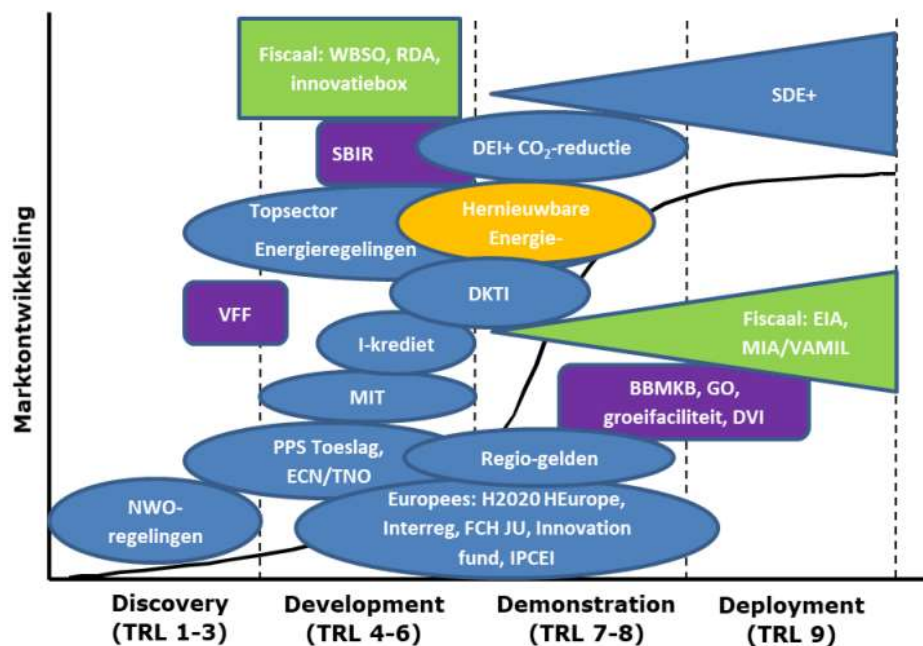 Marktontwikkeling
Fiscaal: WBSO, RDA,
innovatiebox
SDE+
SBIR
DEI+ CO₂-reductie
Topsector
Energieregelingen
Hernieuwbare
Energie-
VFF
DKTI
I-krediet
Fiscaal: EIA,
MIA/VAMIL
MIT
BBMKB, GO,
groeifaciliteit, DVI
PPS Toeslag,
ECN/TNO
Regio-gelden
NWO-
regelingen
Europees: H2020 HEurope,
Interreg, FCH JU, Innovation
fund, IPCEI
Discovery
(TRL 1-3)
Development
(TRL 4-6)
Demonstration
(TRL 7-8)
Deployment
(TRL 9)